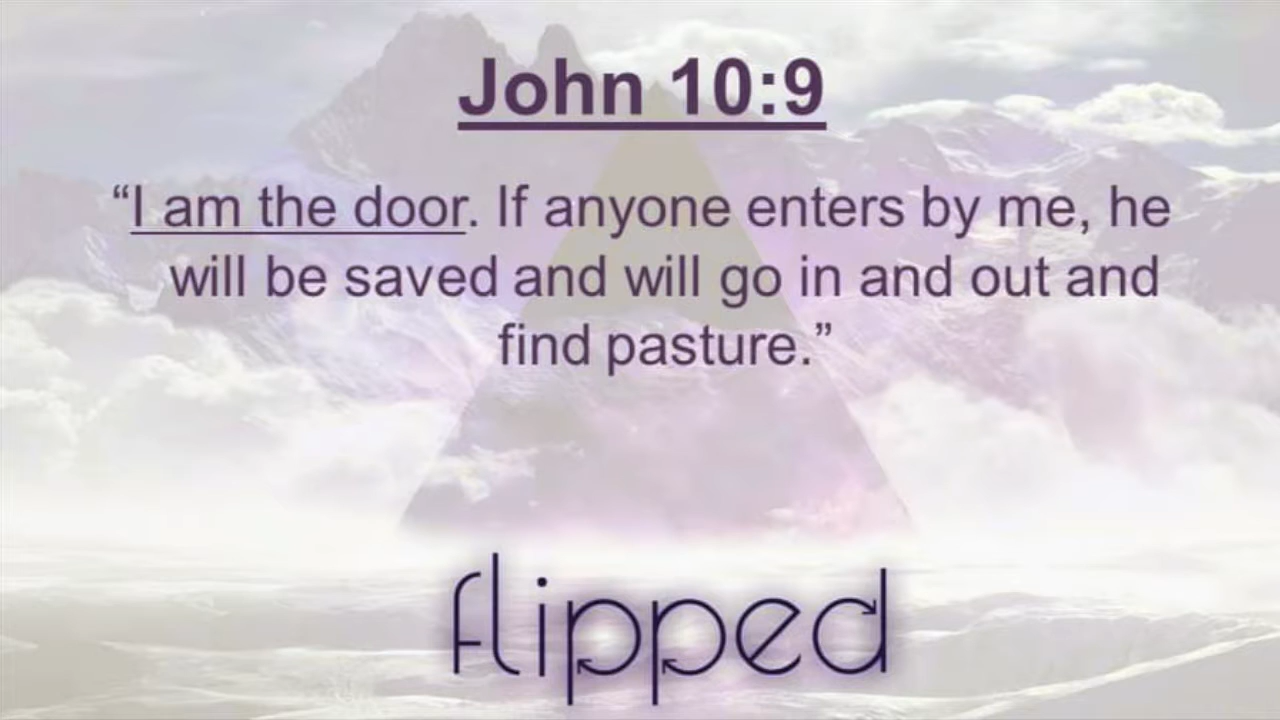 John 10:9
“I am the door. If anyone enters by me, he
will be saved and will go in and out and
find pasture.”
flipped